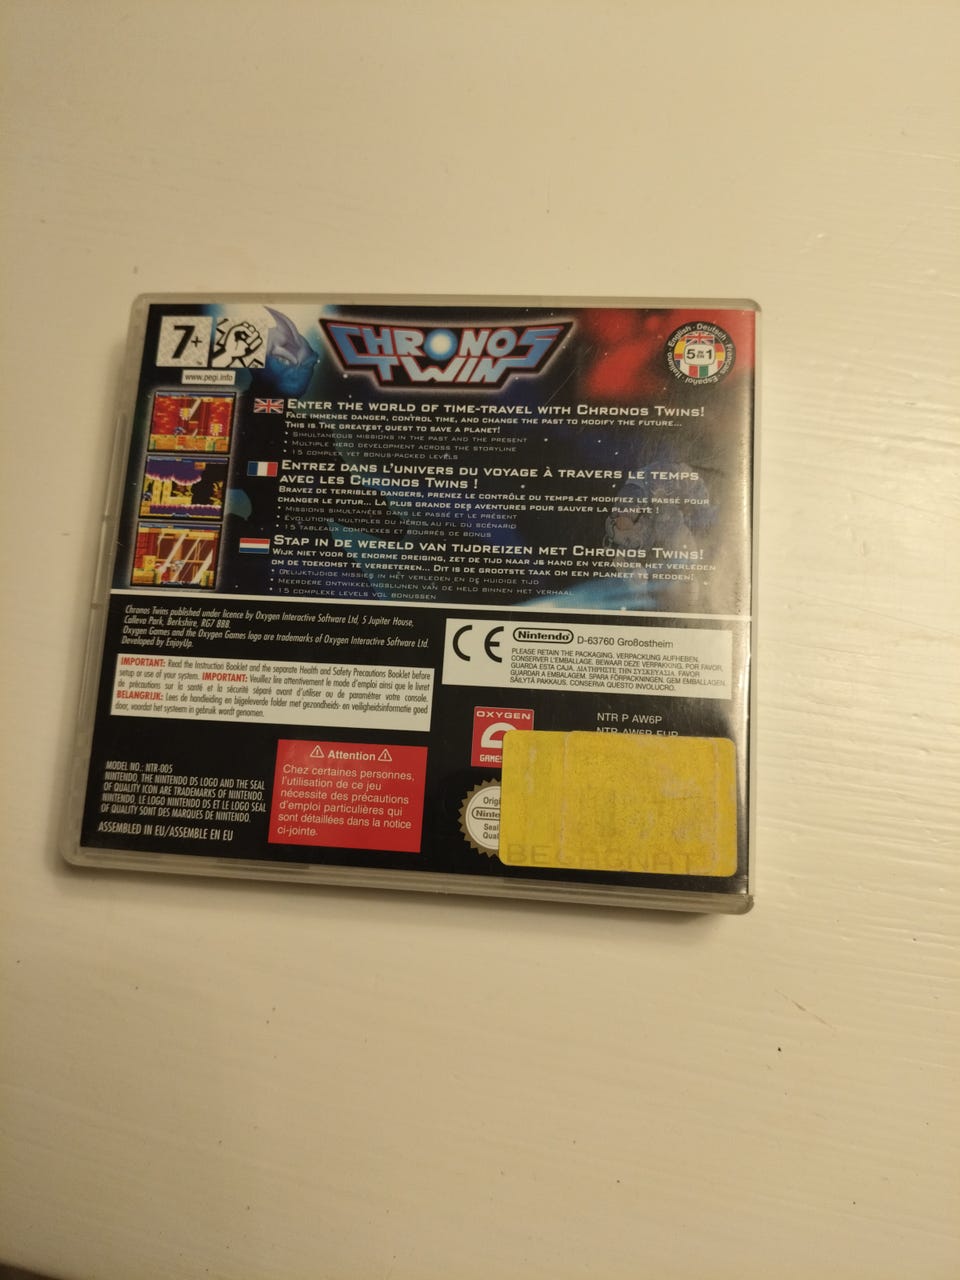 7+
www.pegi.info
CHRONOS
TWIN
English · Deutsch · Français · Español · Italiano
5 IN 1
ENTER THE WORLD OF TIME-TRAVEL WITH CHRONOS TWINS!
FACE IMMENSE DANGER, CONTROL TIME, AND CHANGE THE PAST TO MODIFY THE FUTURE...
THIS IS THE GREATEST QUEST TO SAVE A PLANET!
• SIMULTANEOUS MISSIONS IN THE PAST AND THE PRESENT
• MULTIPLE HERO DEVELOPMENT ACROSS THE STORYLINE
• 15 COMPLEX YET BONUS-PACKED LEVELS
ENTREZ DANS L'UNIVERS DU VOYAGE À TRAVERS LE TEMPS
AVEC LES CHRONOS TWINS !
BRAVEZ DE TERRIBLES DANGERS, PRENEZ LE CONTRÔLE DU TEMPS ET MODIFIEZ LE PASSÉ POUR
CHANGER LE FUTUR... LA PLUS GRANDE DES AVENTURES POUR SAUVER LA PLANÈTE !
• MISSIONS SIMULTANÉES DANS LE PASSÉ ET LE PRÉSENT
• ÉVOLUTIONS MULTIPLES DU HÉROS AU FIL DU SCÉNARIO
• 15 TABLEAUX COMPLEXES ET BOURRÉS DE BONUS
STAP IN DE WERELD VAN TIJDREIZEN MET CHRONOS TWINS!
WIJK NIET VOOR DE ENORME DREIGING, ZET DE TIJD NAAR JE HAND EN VERANDER HET VERLEDEN
OM DE TOEKOMST TE VERBETEREN... DIT IS DE GROOTSTE TAAK OM EEN PLANEET TE REDDEN!
• GELIJKTIJDIGE MISSIES IN HET VERLEDEN EN DE HUIDIGE TIJD
• MEERDERE ONTWIKKELINGSLIJNEN VAN DE HELD BINNEN HET VERHAAL
• 15 COMPLEXE LEVELS VOL BONUSSEN
Chronos Twins published under licence by Oxygen Interactive Software Ltd, 5 Jupiter House,
Calleva Park, Berkshire, RG7 8BB.
Oxygen Games and the Oxygen Games logo are trademarks of Oxygen Interactive Software Ltd.
Developed by EnjoyUp.
IMPORTANT: Read the Instruction Booklet and the separate Health and Safety Precautions Booklet before
setup or use of your system. IMPORTANT: Veuillez lire attentivement le mode d'emploi ainsi que le livret
de précautions sur la santé et la sécurité séparé avant d'utiliser ou de paramétrer votre console.
BELANGRIJK: Lees de handleiding en bijgeleverde folder met gezondheids- en veiligheidsinformatie goed
door, voordat het systeem in gebruik wordt genomen.
CE
Nintendo D-63760 Großostheim
PLEASE RETAIN THE PACKAGING. VERPACKUNG AUFHEBEN.
CONSERVER L'EMBALLAGE. BEWAAR DEZE VERPAKKING. POR FAVOR,
GUARDA ESTA CAJA. ΔΙΑΤΗΡΗΣΤΕ ΤΗΝ ΣΥΣΚΕΥΑΣΙΑ. FAVOR
GUARDAR A EMBALAGEM. SPARA FÖRPACKNINGEN. GEM EMBALLAGEN.
SÄILYTÄ PAKKAUS. CONSERVA QUESTO INVOLUCRO.
OXYGEN
GAMES
NTR P AW6P
NTR-AW6P-EUR
MODEL NO.: NTR-005
NINTENDO, THE NINTENDO DS LOGO AND THE SEAL
OF QUALITY ICON ARE TRADEMARKS OF NINTENDO.
NINTENDO, LE LOGO NINTENDO DS ET LE LOGO SEAL
OF QUALITY SONT DES MARQUES DE NINTENDO.
ASSEMBLED IN EU/ASSEMBLE EN EU
Attention
Chez certaines personnes,
l'utilisation de ce jeu
nécessite des précautions
d'emploi particulières qui
sont détaillées dans la notice
ci-jointe.
Origi
Ninte
Seal
Qual
BEGAGNAT